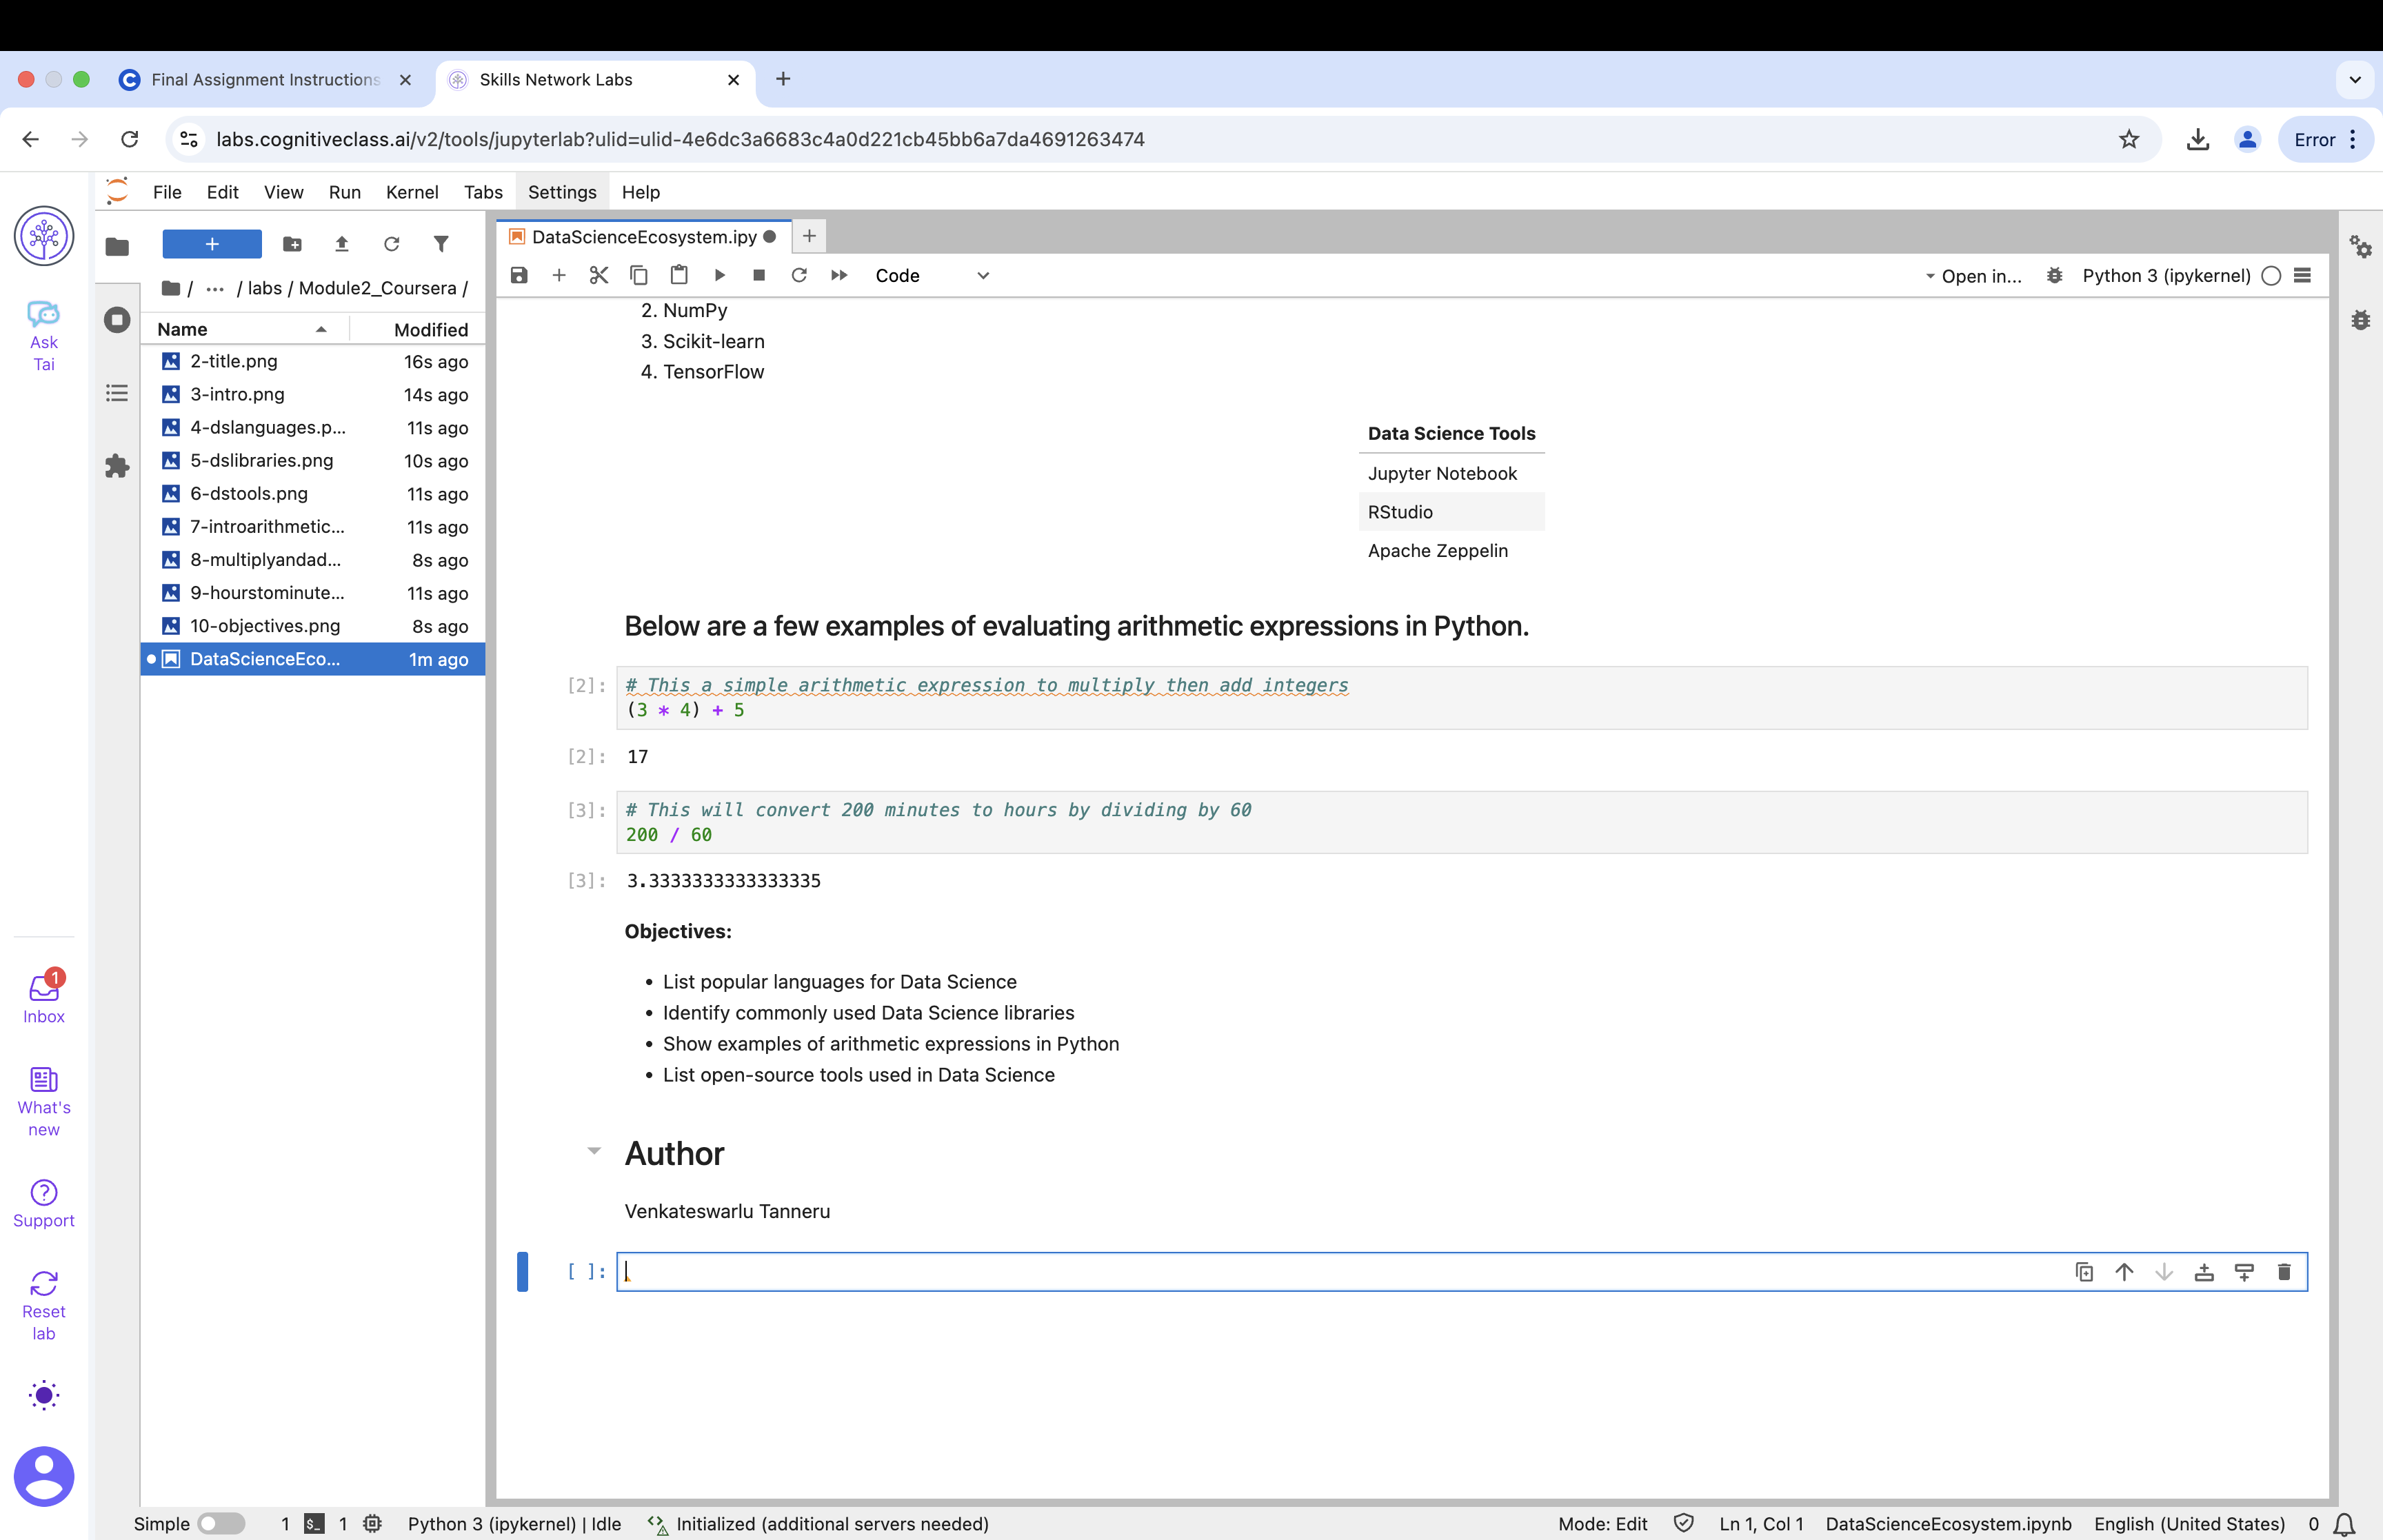 Final Assignment Instructions
Skills Network Labs
labs.cognitiveclass.ai/v2/tools/jupyterlab?ulid=ulid-4e6dc3a6683c4a0d221cb45bb6a7da4691263474
Error
File Edit View Run Kernel Tabs Settings Help
Ask
Tai
Inbox
1
What's
new
Support
Reset
lab
/ ... / labs / Module2_Coursera /
Name Modified
2-title.png 16s ago
3-intro.png 14s ago
4-dslanguages.p... 11s ago
5-dslibraries.png 10s ago
6-dstools.png 11s ago
7-introarithmetic... 11s ago
8-multiplyandad... 8s ago
9-hourstominute... 11s ago
10-objectives.png 8s ago
DataScienceEco... 1m ago
DataScienceEcosystem.ipy
Code
Open in...
Python 3 (ipykernel)
2. NumPy
3. Scikit-learn
4. TensorFlow
Data Science Tools
Jupyter Notebook
RStudio
Apache Zeppelin
Below are a few examples of evaluating arithmetic expressions in Python.
[2]: # This a simple arithmetic expression to multiply then add integers
(3 * 4) + 5
[2]: 17
[3]: # This will convert 200 minutes to hours by dividing by 60
200 / 60
[3]: 3.3333333333333335
Objectives:
• List popular languages for Data Science
• Identify commonly used Data Science libraries
• Show examples of arithmetic expressions in Python
• List open-source tools used in Data Science
Author
Venkateswarlu Tanneru
[ ]:
Simple 1 $_ 1 Python 3 (ipykernel) | Idle Initialized (additional servers needed) Mode: Edit Ln 1, Col 1 DataScienceEcosystem.ipynb English (United States) 0